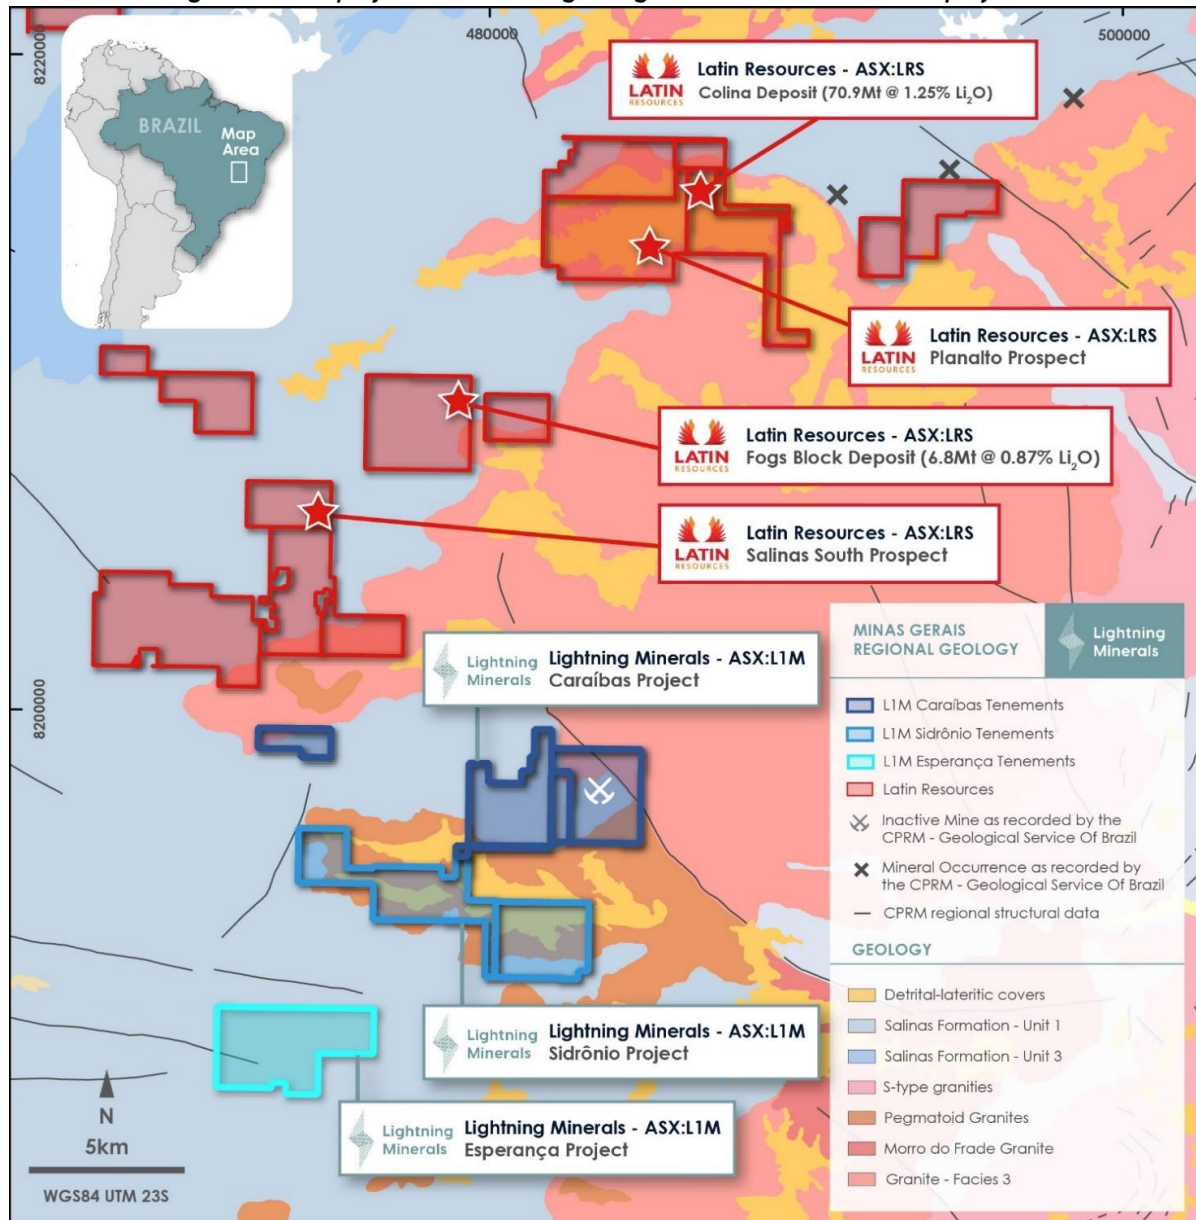 8220000
480000
500000
BRAZIL
Map
Area
LATIN
RESOURCES
Latin Resources - ASX:LRS
Colina Deposit (70.9Mt @ 1.25% Li₂O)
LATIN
RESOURCES
Latin Resources - ASX:LRS
Planalto Prospect
LATIN
RESOURCES
Latin Resources - ASX:LRS
Fogs Block Deposit (6.8Mt @ 0.87% Li₂O)
LATIN
RESOURCES
Latin Resources - ASX:LRS
Salinas South Prospect
8200000
Lightning
Minerals
Lightning Minerals - ASX:L1M
Caraíbas Project
Lightning
Minerals
Lightning Minerals - ASX:L1M
Sidrônio Project
Lightning
Minerals
Lightning Minerals - ASX:L1M
Esperança Project
N
5km
WGS84 UTM 23S
MINAS GERAIS
REGIONAL GEOLOGY
Lightning
Minerals
L1M Caraíbas Tenements
L1M Sidrônio Tenements
L1M Esperança Tenements
Latin Resources
Inactive Mine as recorded by the
CPRM - Geological Service Of Brazil
Mineral Occurrence as recorded by
the CPRM - Geological Service Of Brazil
CPRM regional structural data
GEOLOGY
Detrital-lateritic covers
Salinas Formation - Unit 1
Salinas Formation - Unit 3
S-type granities
Pegmatoid Granites
Morro do Frade Granite
Granite - Facies 3